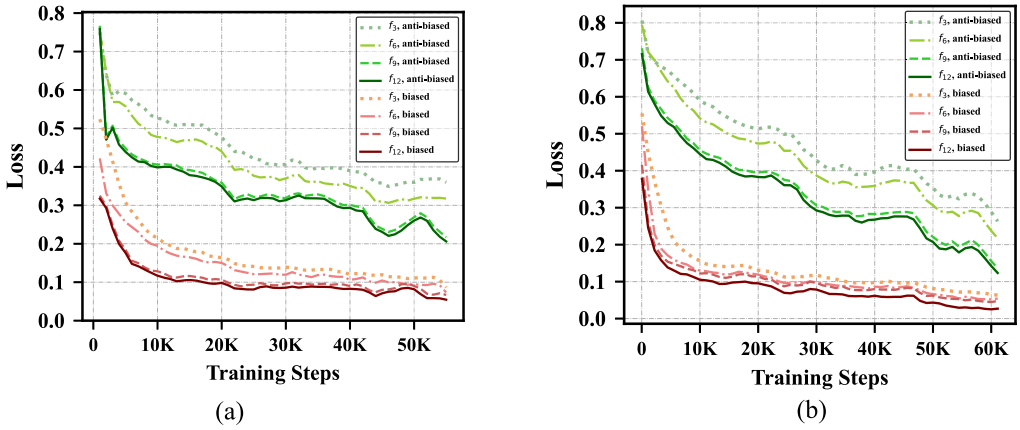 0.8
0.7
0.6
0.5
0.4
0.3
0.2
0.1
0.0
Loss
0
10K
20K
30K
40K
50K
Training Steps
f3, anti-biased
f6, anti-biased
f9, anti-biased
f12, anti-biased
f3, biased
f6, biased
f9, biased
f12, biased
(a)
0.8
0.7
0.6
0.5
0.4
0.3
0.2
0.1
0.0
Loss
0
10K
20K
30K
40K
50K
60K
Training Steps
f3, anti-biased
f6, anti-biased
f9, anti-biased
f12, anti-biased
f3, biased
f6, biased
f9, biased
f12, biased
(b)